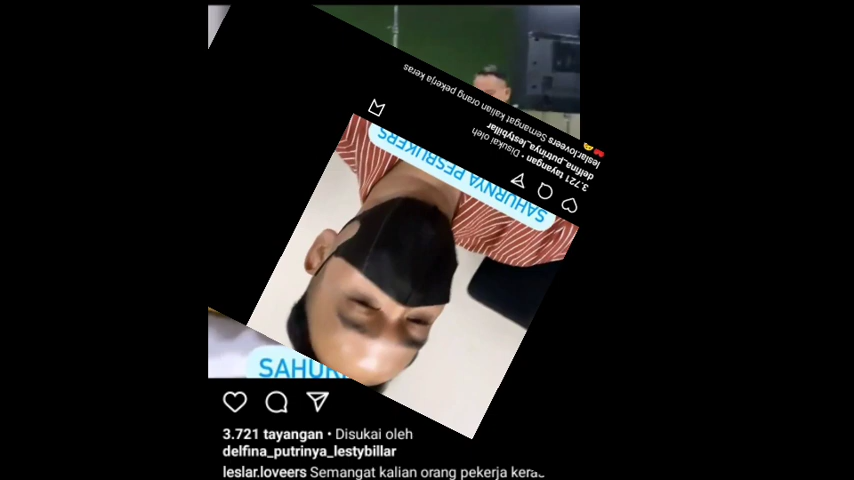 leslar.loveers Semangat kalian orang pekerja keras
delfina_putrinya_lestybillar
3.721 tayangan • Disukai oleh
SAHURNYA PESBUKERS
SAHUR
3.721 tayangan • Disukai oleh
delfina_putrinya_lestybillar
leslar.loveers Semangat kalian orang pekerja keras